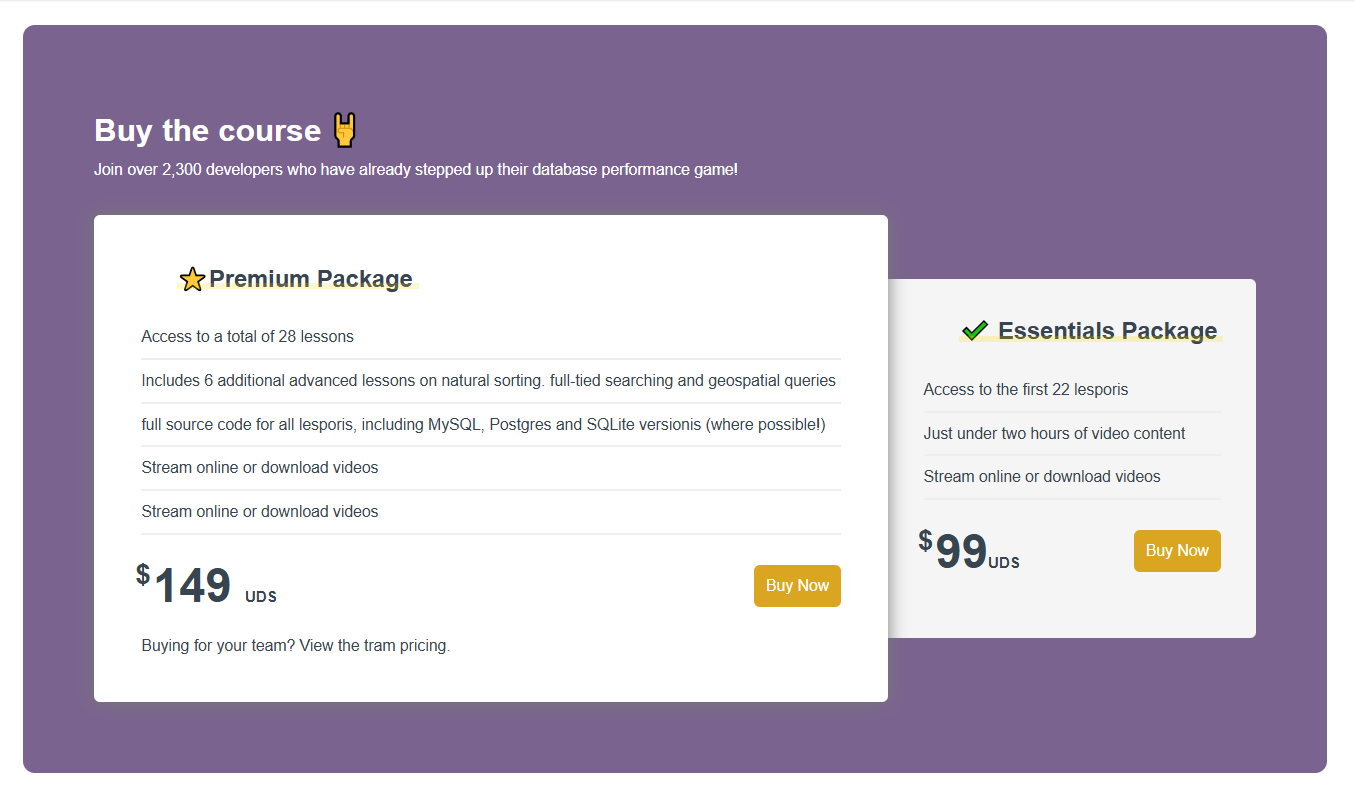 Buy the course 🤘
Join over 2,300 developers who have already stepped up their database performance game!
⭐Premium Package
Access to a total of 28 lessons
Includes 6 additional advanced lessons on natural sorting. full-tied searching and geospatial queries
full source code for all lesporis, including MySQL, Postgres and SQLite versionis (where possible!)
Stream online or download videos
Stream online or download videos
$149 UDS
Buy Now
Buying for your team? View the tram pricing.
✔ Essentials Package
Access to the first 22 lesporis
Just under two hours of video content
Stream online or download videos
$99UDS
Buy Now